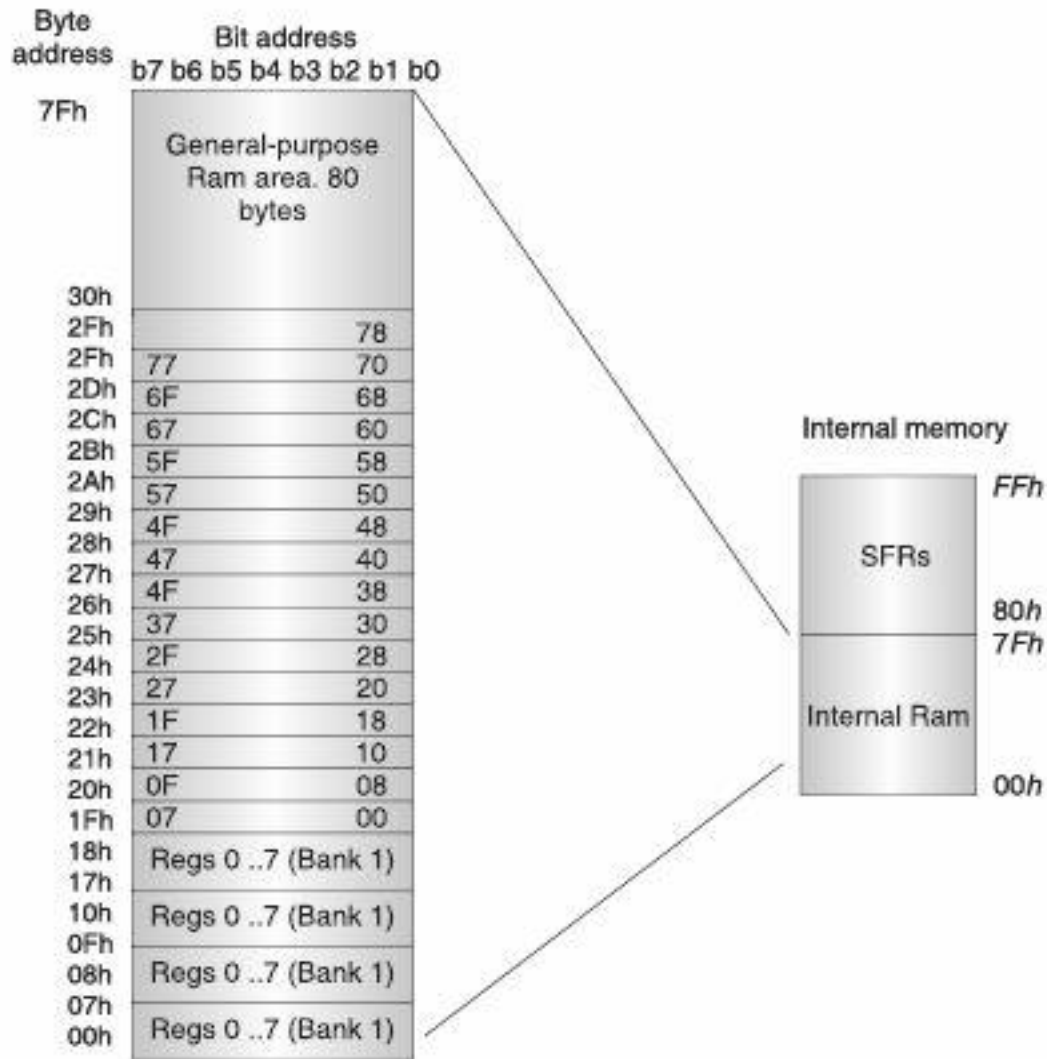 Byte
address
Bit address
b7 b6 b5 b4 b3 b2 b1 b0
7Fh
General-purpose
Ram area. 80
bytes
30h
2Fh
78
2Fh
77 70
2Dh
6F 68
2Ch
67 60
2Bh
5F 58
2Ah
57 50
29h
4F 48
28h
47 40
27h
4F 38
26h
37 30
25h
2F 28
24h
27 20
23h
1F 18
22h
17 10
21h
0F 08
20h
07 00
1Fh
18h
Regs 0 ..7 (Bank 1)
17h
10h
Regs 0 ..7 (Bank 1)
0Fh
08h
Regs 0 ..7 (Bank 1)
07h
00h
Regs 0 ..7 (Bank 1)
Internal memory
FFh
SFRs
80h
7Fh
Internal Ram
00h